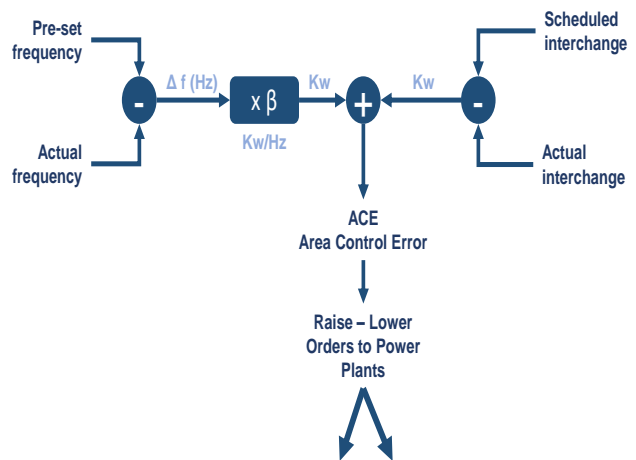 Pre-set
frequency
Scheduled
interchange
Δ f (Hz)
Kw
Kw
-
x β
+
-
Kw/Hz
Actual
frequency
Actual
interchange
ACE
Area Control Error
Raise – Lower
Orders to Power
Plants